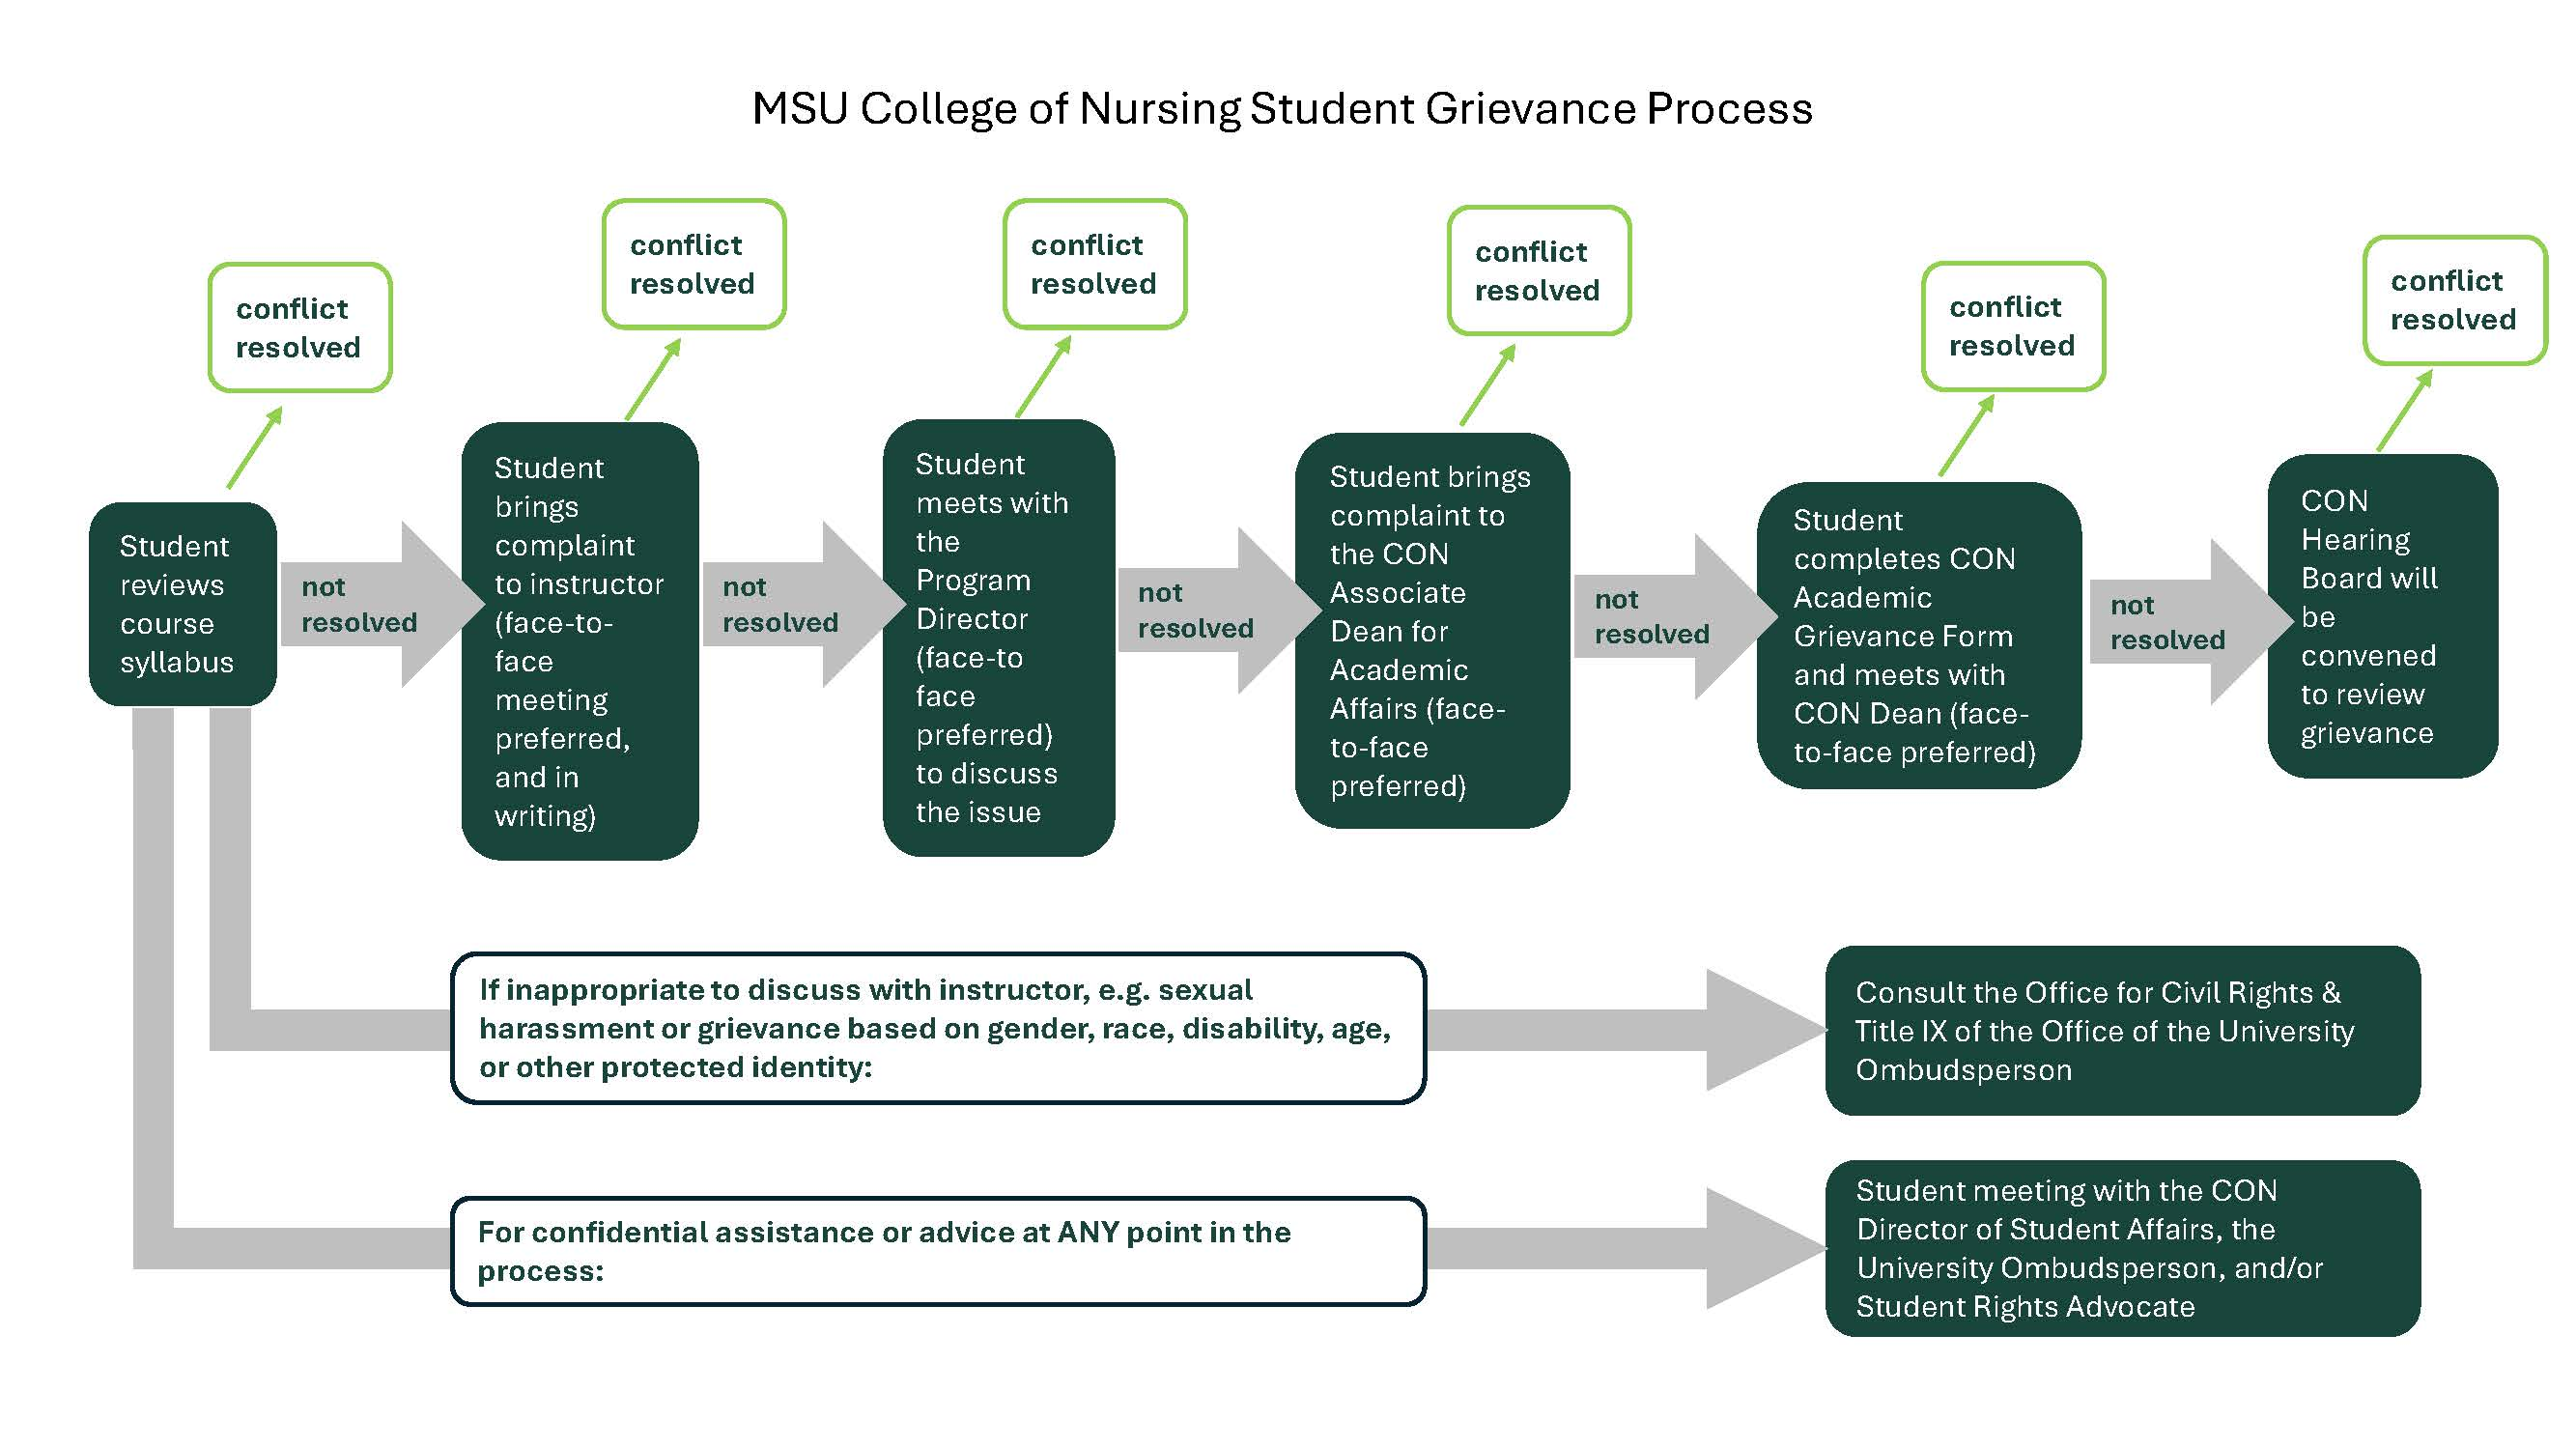 MSU College of Nursing Student Grievance Process
conflict
resolved
conflict
resolved
conflict
resolved
conflict
resolved
conflict
resolved
conflict
resolved
Student
reviews
course
syllabus
not
resolved
Student
brings
complaint
to instructor
(face-to-
face
meeting
preferred,
and in
writing)
not
resolved
Student
meets with
the
Program
Director
(face-to
face
preferred)
to discuss
the issue
not
resolved
Student brings
complaint to
the CON
Associate
Dean for
Academic
Affairs (face-
to-face
preferred)
not
resolved
Student
completes CON
Academic
Grievance Form
and meets with
CON Dean (face-
to-face preferred)
not
resolved
CON
Hearing
Board will
be
convened
to review
grievance
If inappropriate to discuss with instructor, e.g. sexual
harassment or grievance based on gender, race, disability, age,
or other protected identity:
Consult the Office for Civil Rights &
Title IX of the Office of the University
Ombudsperson
For confidential assistance or advice at ANY point in the
process:
Student meeting with the CON
Director of Student Affairs, the
University Ombudsperson, and/or
Student Rights Advocate